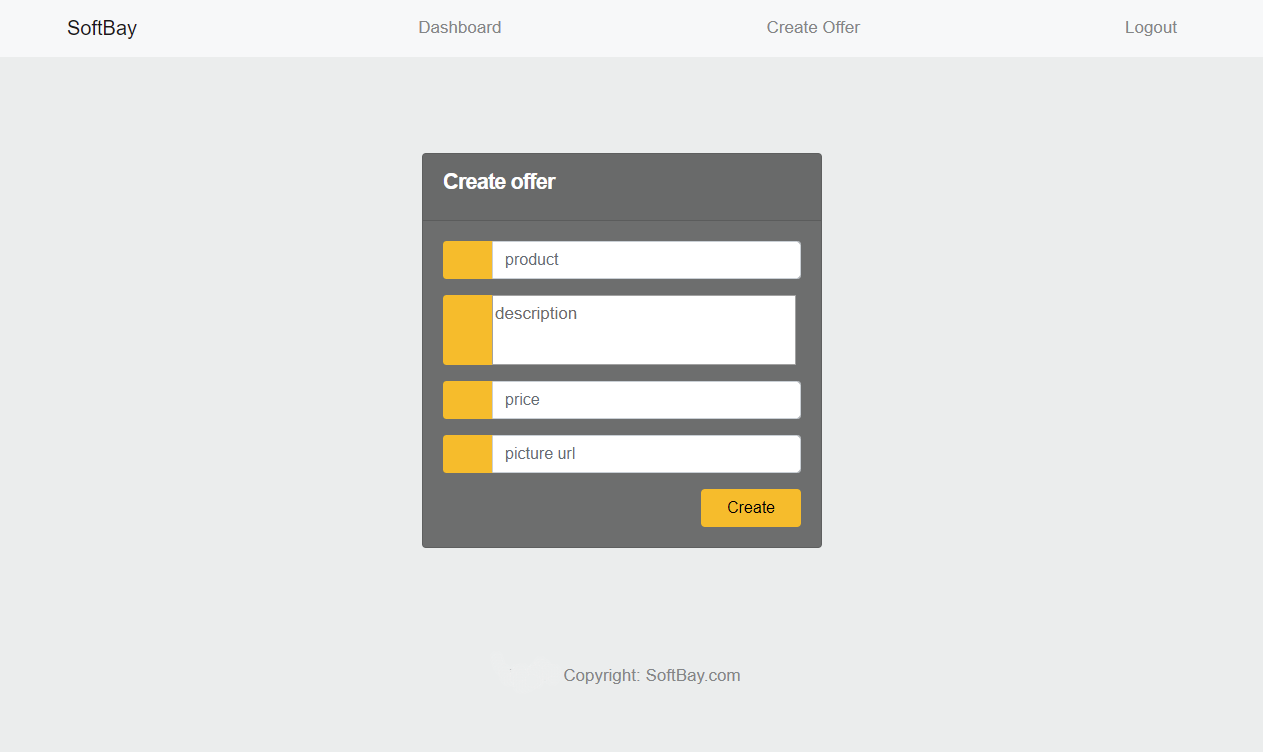 SoftBay Dashboard Create Offer Logout
Create offer
product
description
price
picture url
Create
Copyright: SoftBay.com